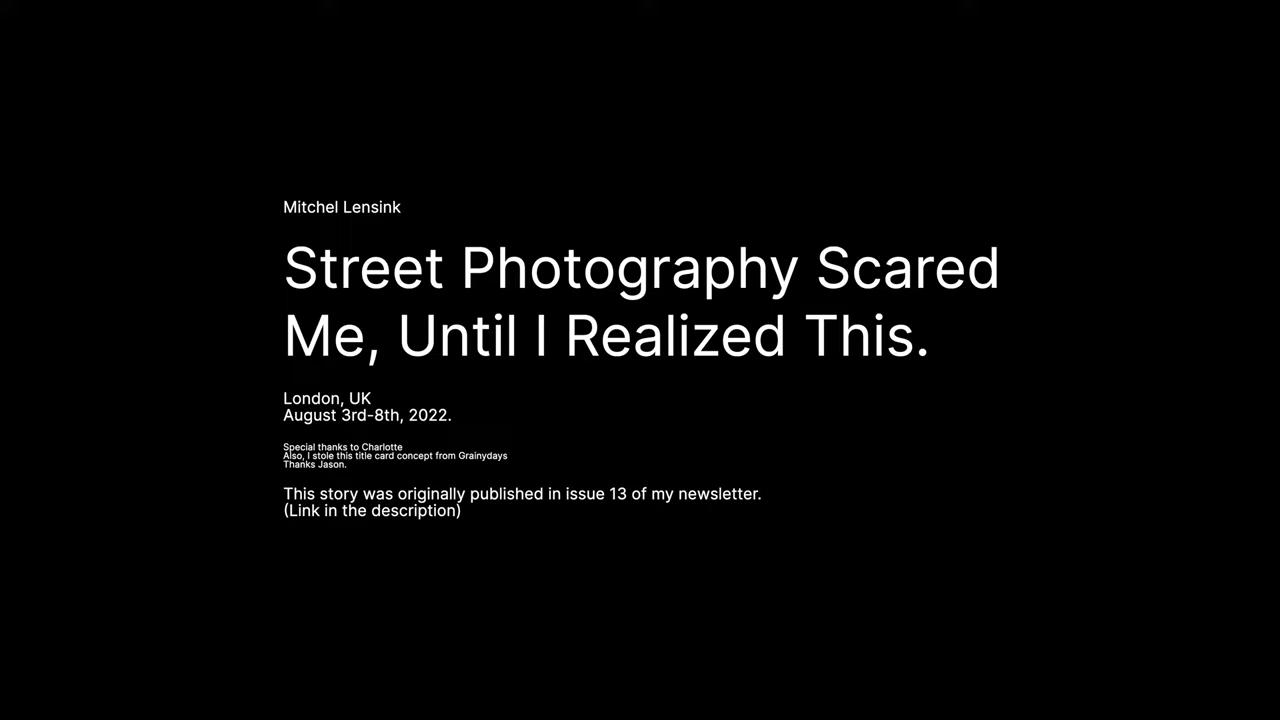 Mitchel Lensink
Street Photography Scared
Me, Until I Realized This.
London, UK
August 3rd-8th, 2022.
Special thanks to Charlotte
Also, I stole this title card concept from Grainydays
Thanks Jason.
This story was originally published in issue 13 of my newsletter.
(Link in the description)